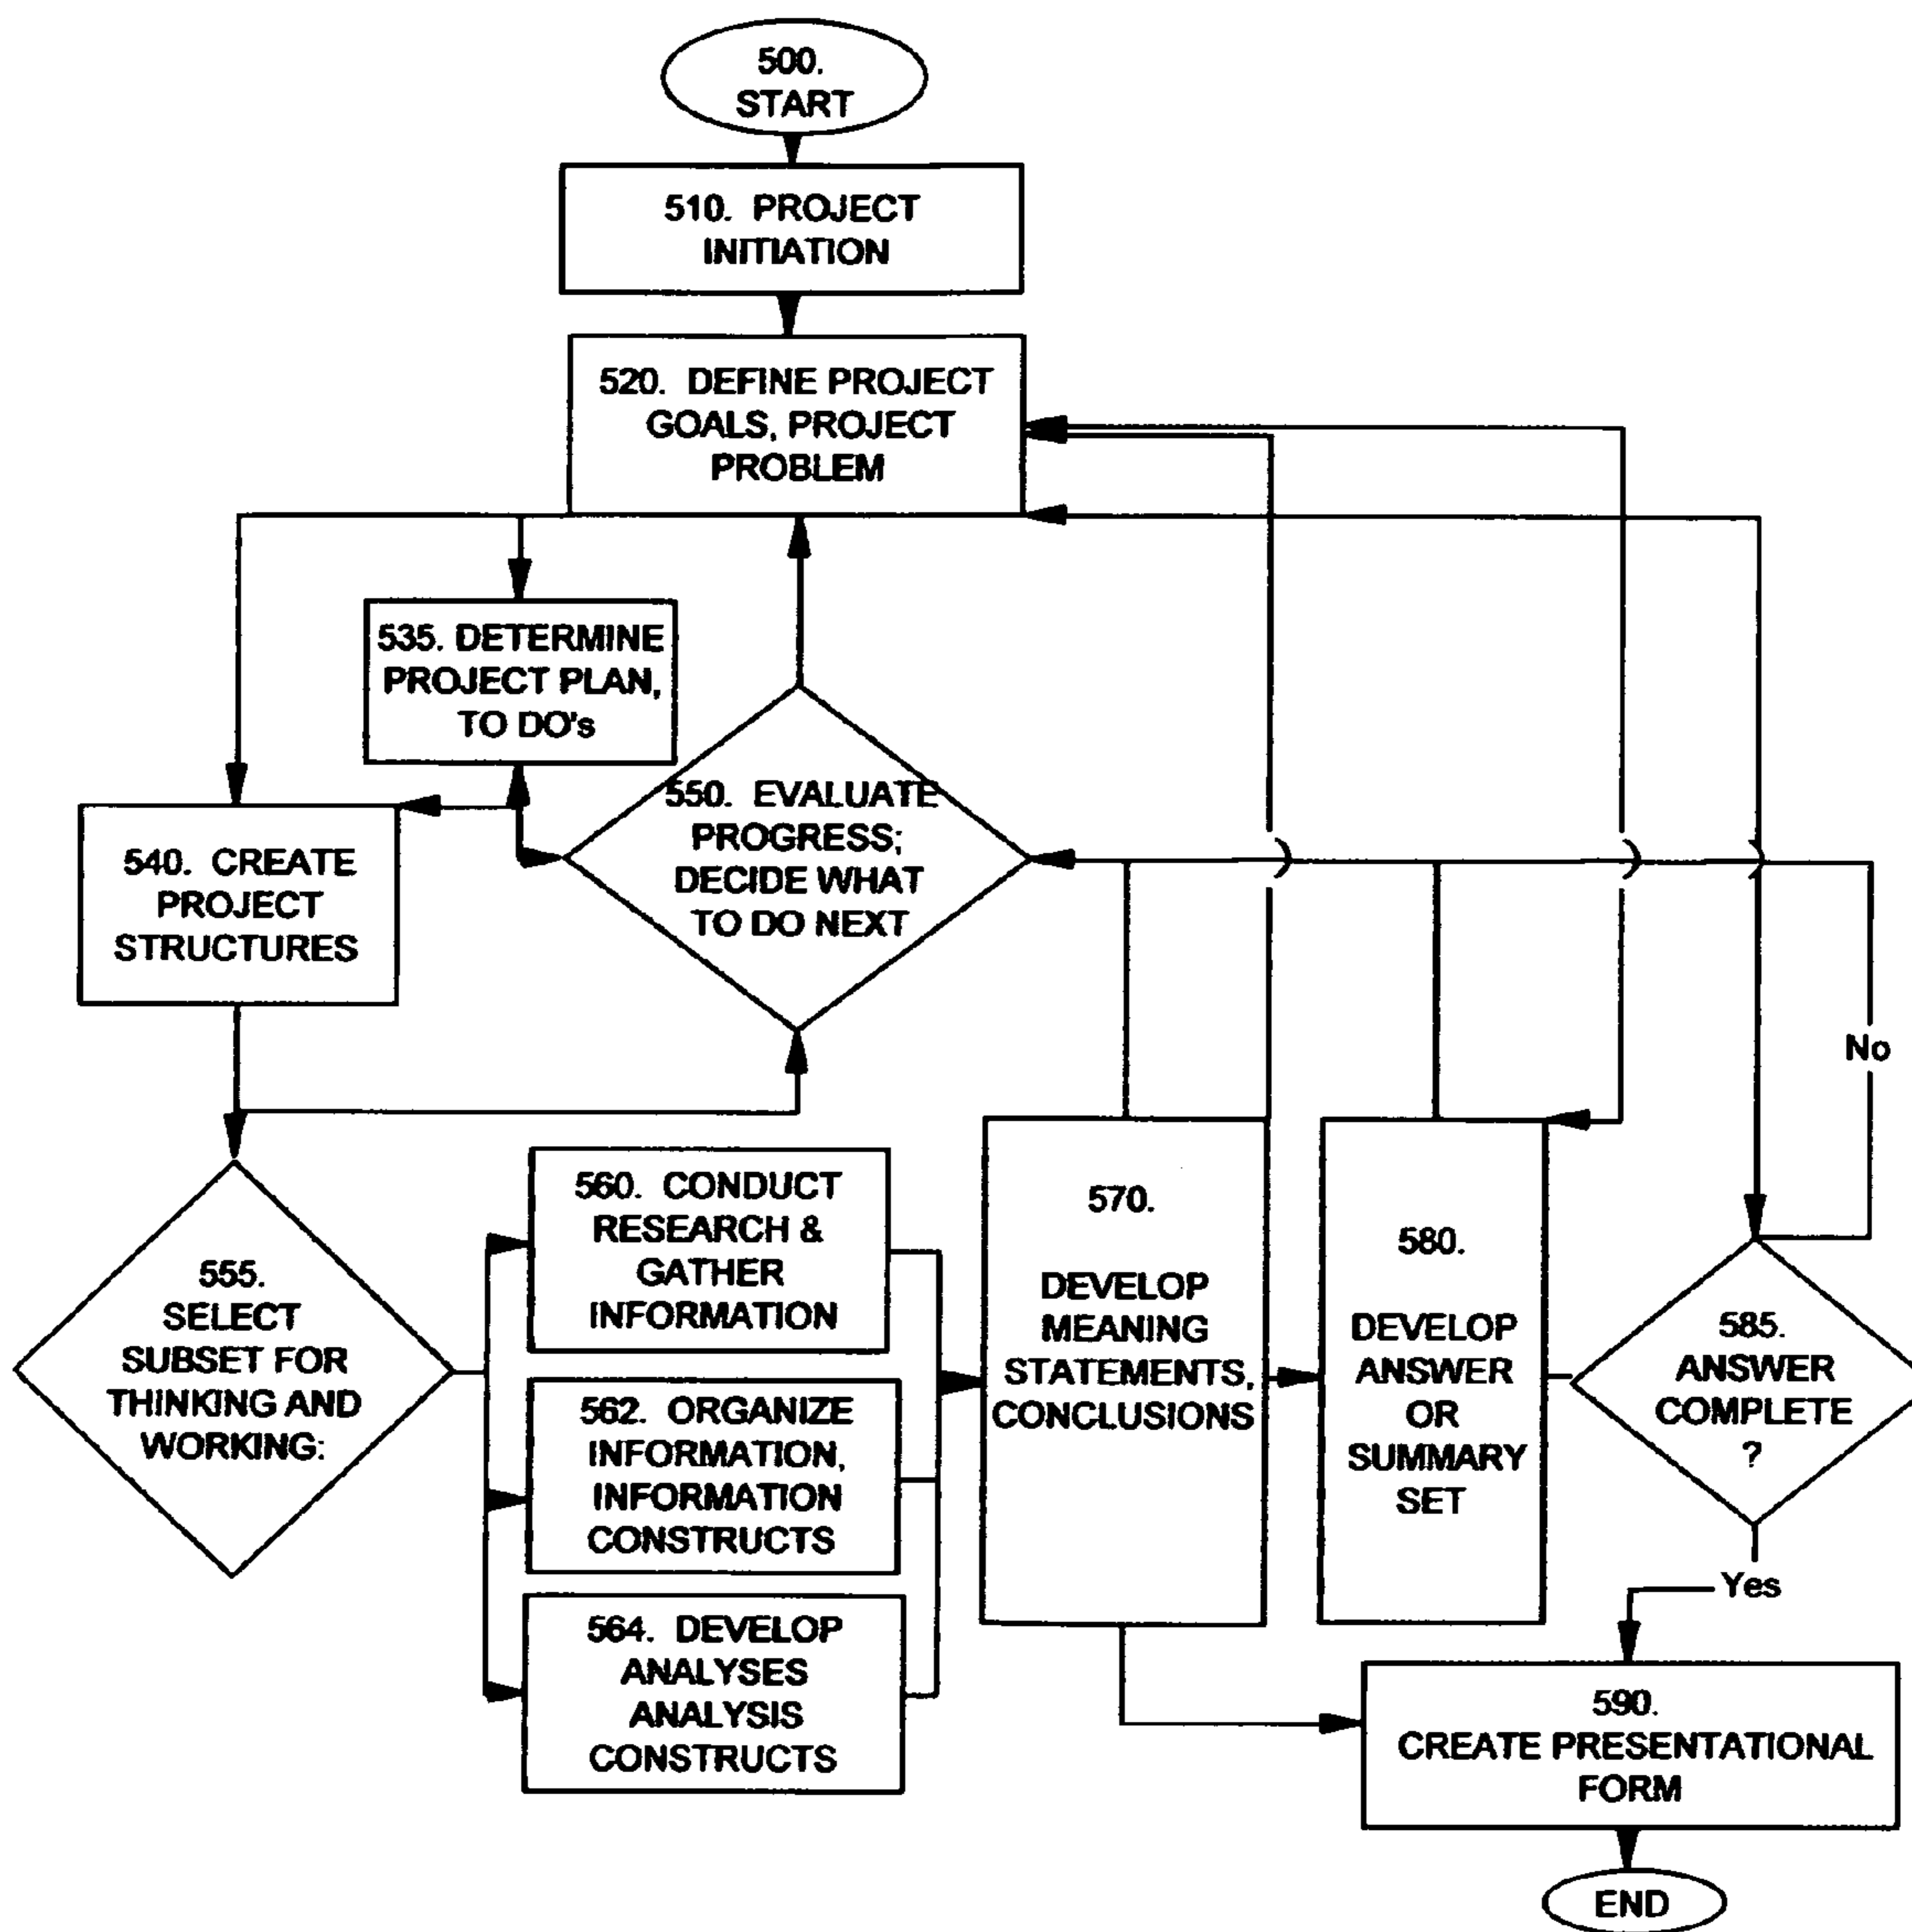 500.
START
510. PROJECT
INITIATION
520. DEFINE PROJECT
GOALS, PROJECT
PROBLEM
535. DETERMINE
PROJECT PLAN,
TO DO's
550. EVALUATE
PROGRESS;
DECIDE WHAT
TO DO NEXT
540. CREATE
PROJECT
STRUCTURES
No
555.
SELECT
SUBSET FOR
THINKING AND
WORKING:
560. CONDUCT
RESEARCH &
GATHER
INFORMATION
562. ORGANIZE
INFORMATION,
INFORMATION
CONSTRUCTS
564. DEVELOP
ANALYSES
ANALYSIS
CONSTRUCTS
570.
DEVELOP
MEANING
STATEMENTS,
CONCLUSIONS
580.
DEVELOP
ANSWER
OR
SUMMARY
SET
585.
ANSWER
COMPLETE
?
Yes
590.
CREATE PRESENTATIONAL
FORM
END